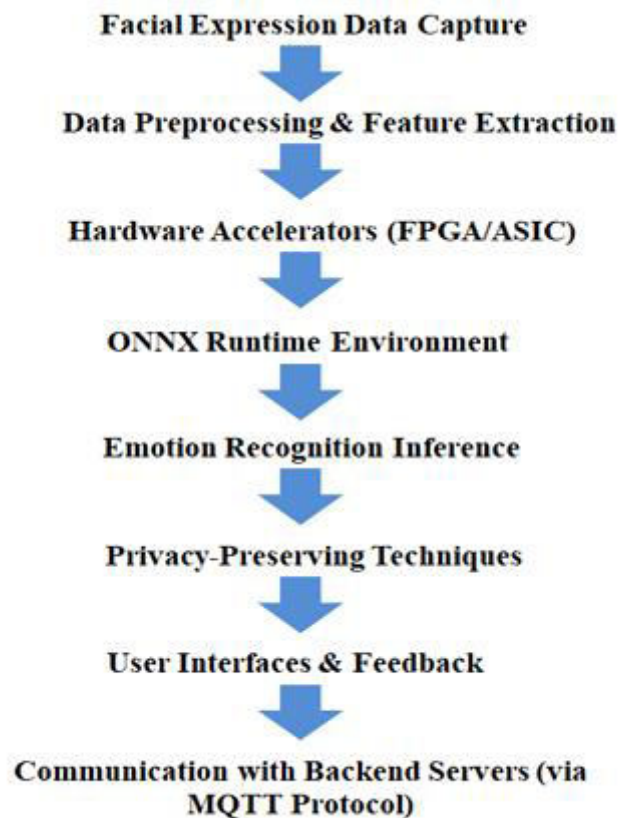 Facial Expression Data Capture
Data Preprocessing & Feature Extraction
Hardware Accelerators (FPGA/ASIC)
ONNX Runtime Environment
Emotion Recognition Inference
Privacy-Preserving Techniques
User Interfaces & Feedback
Communication with Backend Servers (via
MQTT Protocol)